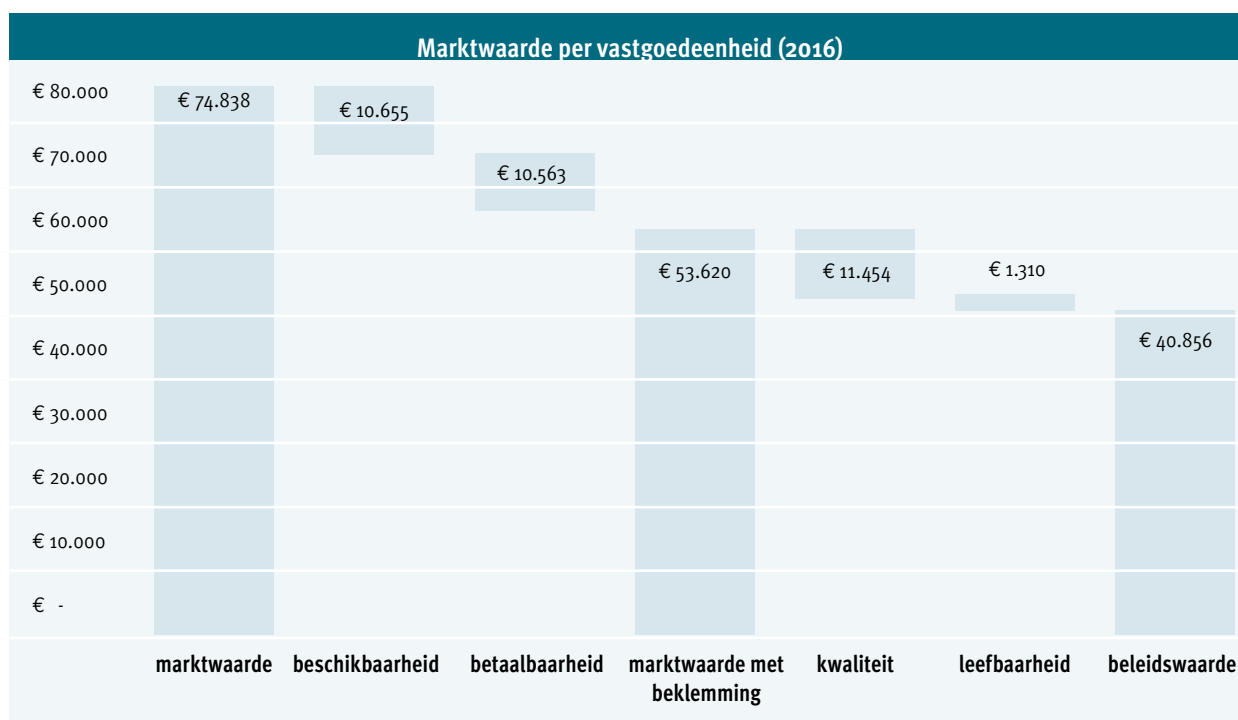 Marktwaarde per vastgoedeenheid (2016)
€ 80.000
€ 70.000
€ 60.000
€ 50.000
€ 40.000
€ 30.000
€ 20.000
€ 10.000
€ -
€ 74.838
€ 10.655
€ 10.563
€ 53.620
€ 11.454
€ 1.310
€ 40.856
marktwaarde
beschikbaarheid
betaalbaarheid
marktwaarde met
beklemming
kwaliteit
leefbaarheid
beleidswaarde